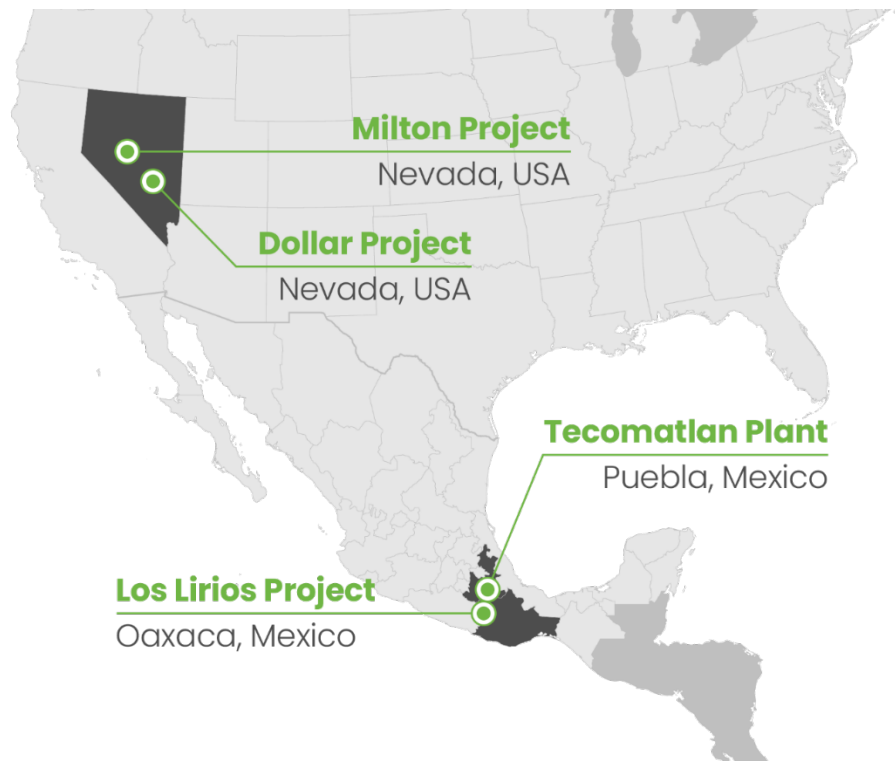 Milton Project
Nevada, USA
Dollar Project
Nevada, USA
Tecomatlan Plant
Puebla, Mexico
Los Lirios Project
Oaxaca, Mexico